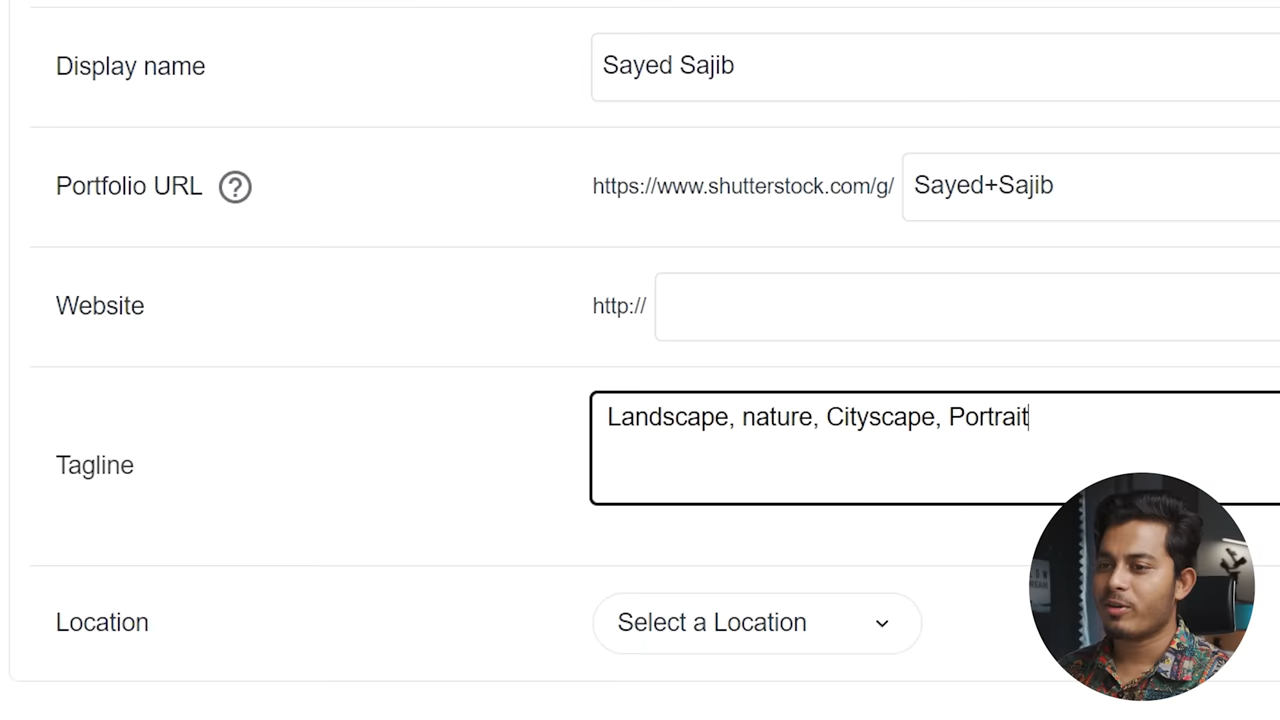 Display name
Sayed Sajib
Portfolio URL ?
https://www.shutterstock.com/g/ Sayed+Sajib
Website
http://
Landscape, nature, Cityscape, Portrait
Tagline
Location
Select a Location